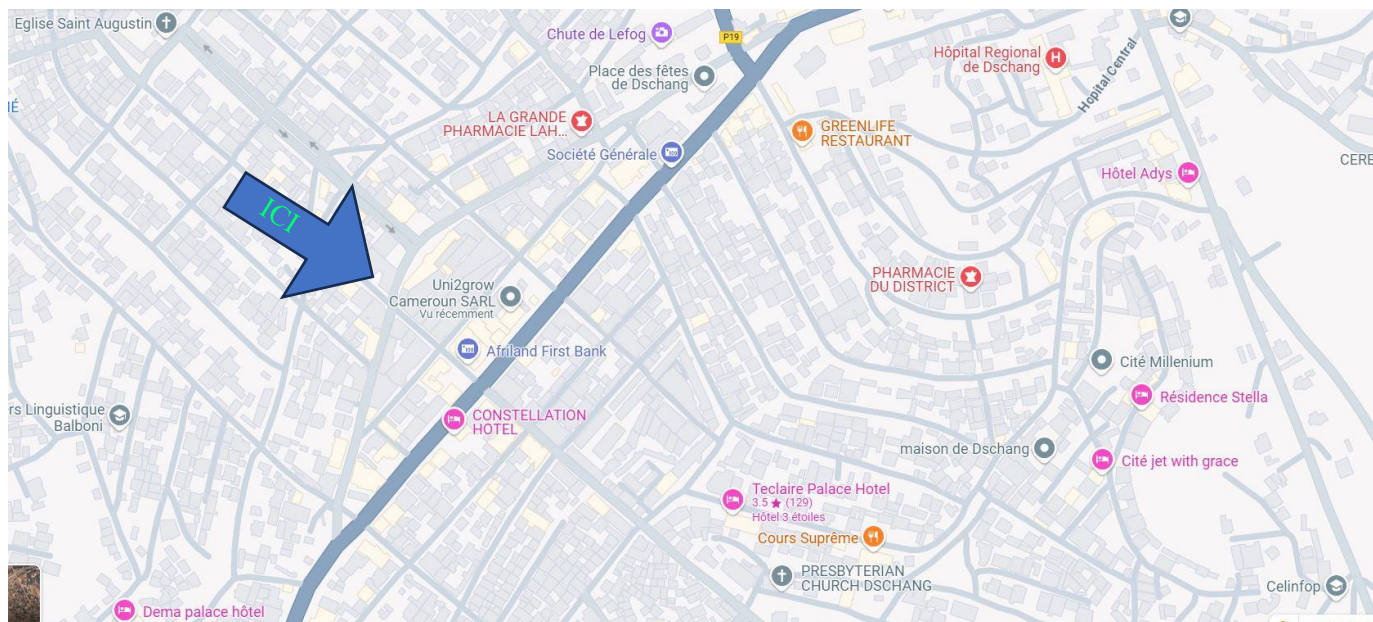 Eglise Saint Augustin
Chute de Lefog
P19
Hôpital Regional
de Dschang
Hopital Central
Place des fêtes
de Dschang
LA GRANDE
PHARMACIE LAH...
GREENLIFE
RESTAURANT
Société Générale
CERE
Hôtel Adys
ICI
PHARMACIE
DU DISTRICT
Uni2grow
Cameroun SARL
Vu récemment
Afriland First Bank
Cité Millenium
Résidence Stella
rs Linguistique
Balboni
CONSTELLATION
HOTEL
maison de Dschang
Cité jet with grace
Teclaire Palace Hotel
3.5 ★ (129)
Hôtel 3 étoiles
Cours Suprême
PRESBYTERIAN
CHURCH DSCHANG
Celinfop
Dema palace hôtel